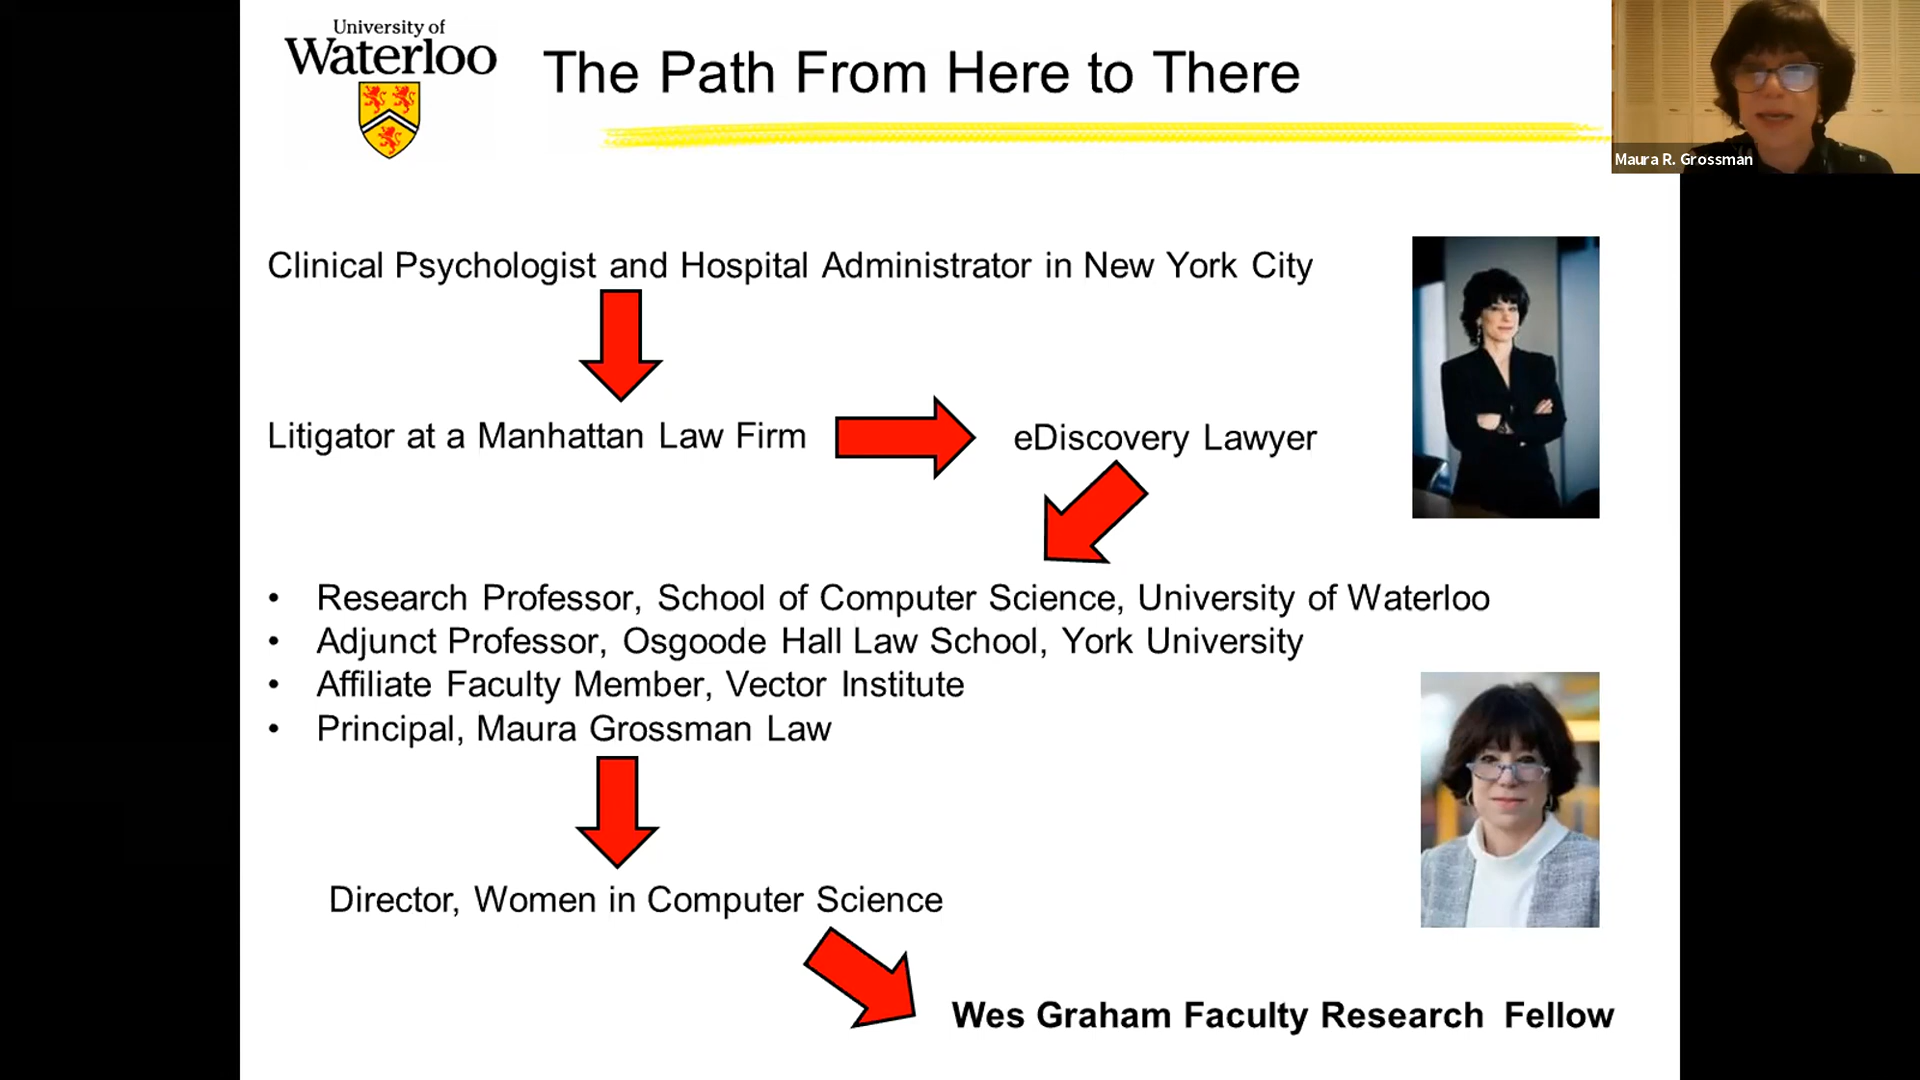 University of
Waterloo
The Path From Here to There
Maura R. Grossman
Clinical Psychologist and Hospital Administrator in New York City
Litigator at a Manhattan Law Firm
eDiscovery Lawyer
• Research Professor, School of Computer Science, University of Waterloo
• Adjunct Professor, Osgoode Hall Law School, York University
• Affiliate Faculty Member, Vector Institute
• Principal, Maura Grossman Law
Director, Women in Computer Science
Wes Graham Faculty Research Fellow